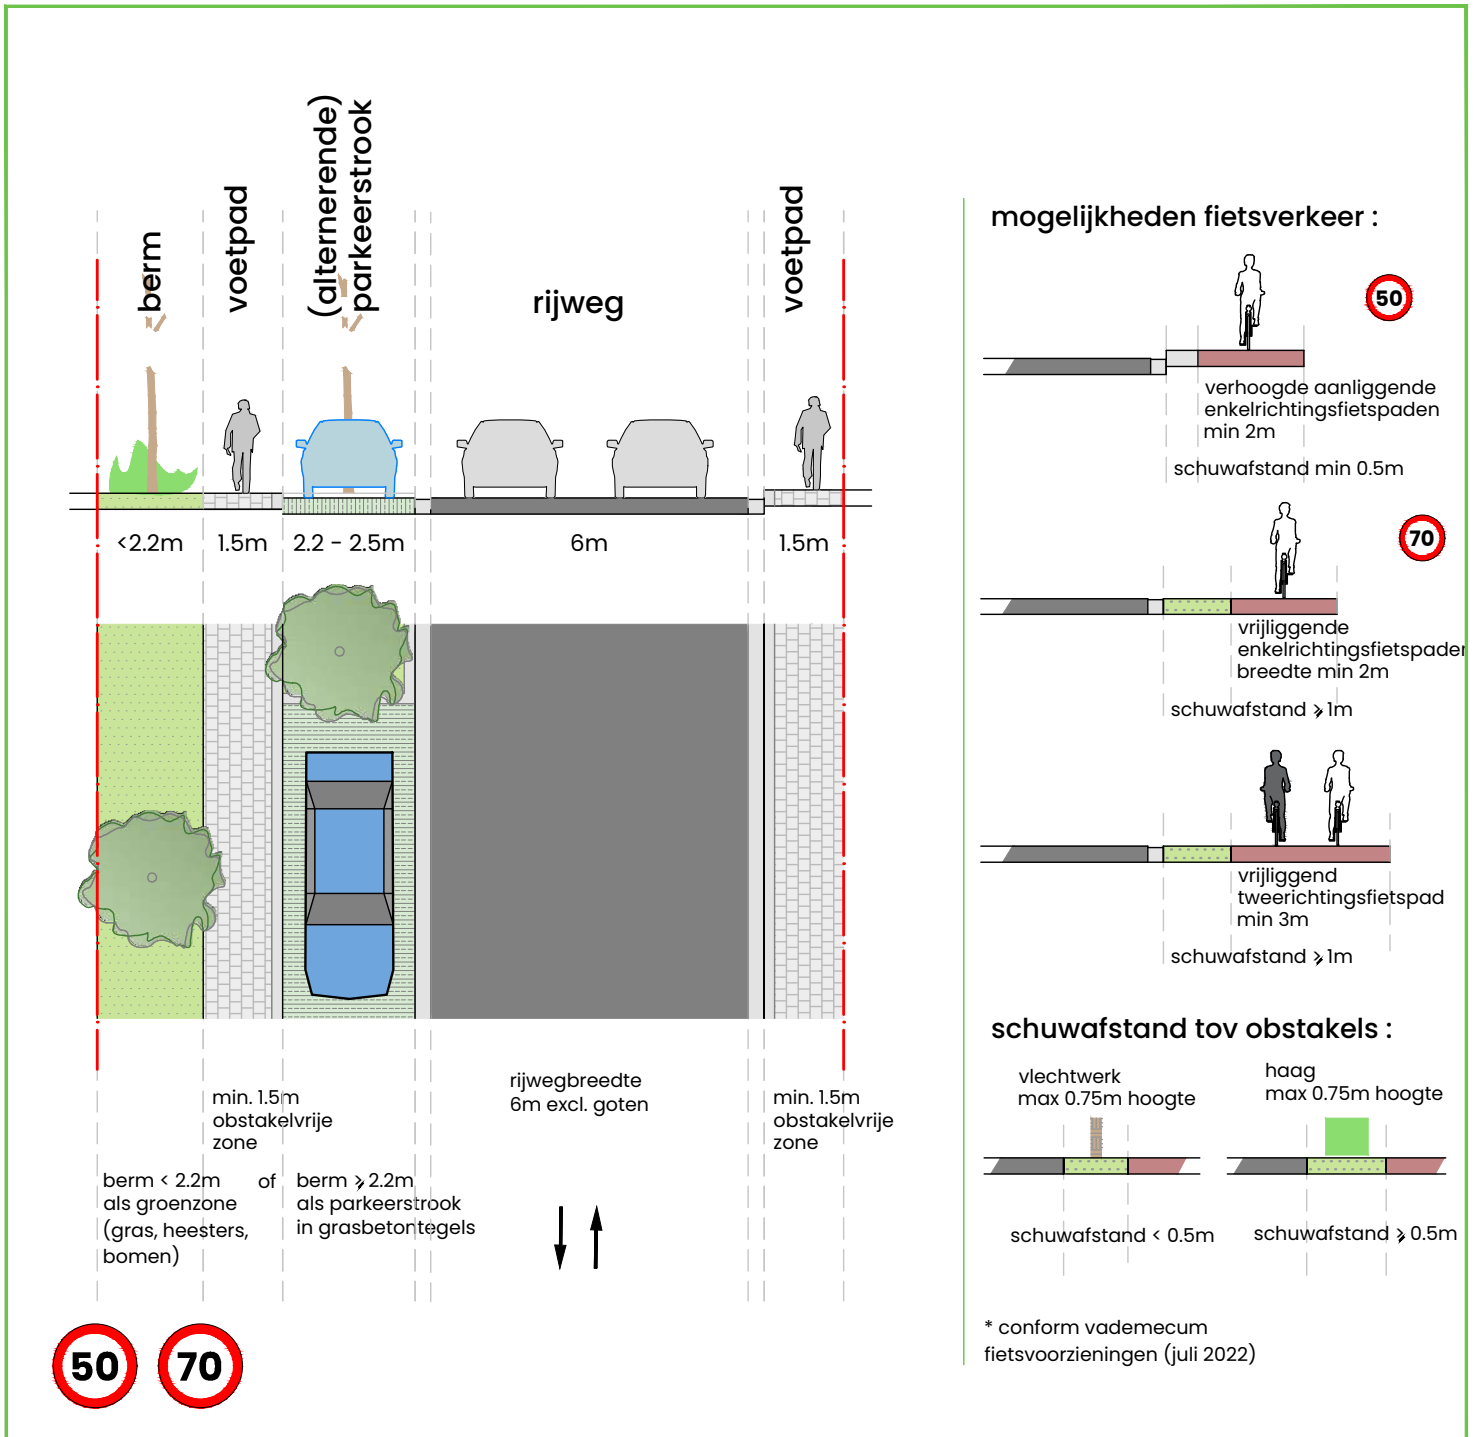 berm
voetpad
(alternerende)
parkeerstrook
rijweg
voetpad
<2.2m
1.5m
2.2 - 2.5m
6m
1.5m
min. 1.5m
obstakelvrije
zone
rijwegbreedte
6m excl. goten
min. 1.5m
obstakelvrije
zone
berm < 2.2m
als groenzone
(gras, heesters,
bomen)
of
berm ⩾ 2.2m
als parkeerstrook
in grasbetontegels
50
70
mogelijkheden fietsverkeer :
50
verhoogde aanliggende
enkelrichtingsfietspaden
min 2m
schuwafstand min 0.5m
70
vrijliggende
enkelrichtingsfietspaden
breedte min 2m
schuwafstand ⩾ 1m
vrijliggend
tweerichtingsfietspad
min 3m
schuwafstand ⩾ 1m
schuwafstand tov obstakels :
vlechtwerk
max 0.75m hoogte
haag
max 0.75m hoogte
schuwafstand < 0.5m
schuwafstand ⩾ 0.5m
* conform vademecum
fietsvoorzieningen (juli 2022)